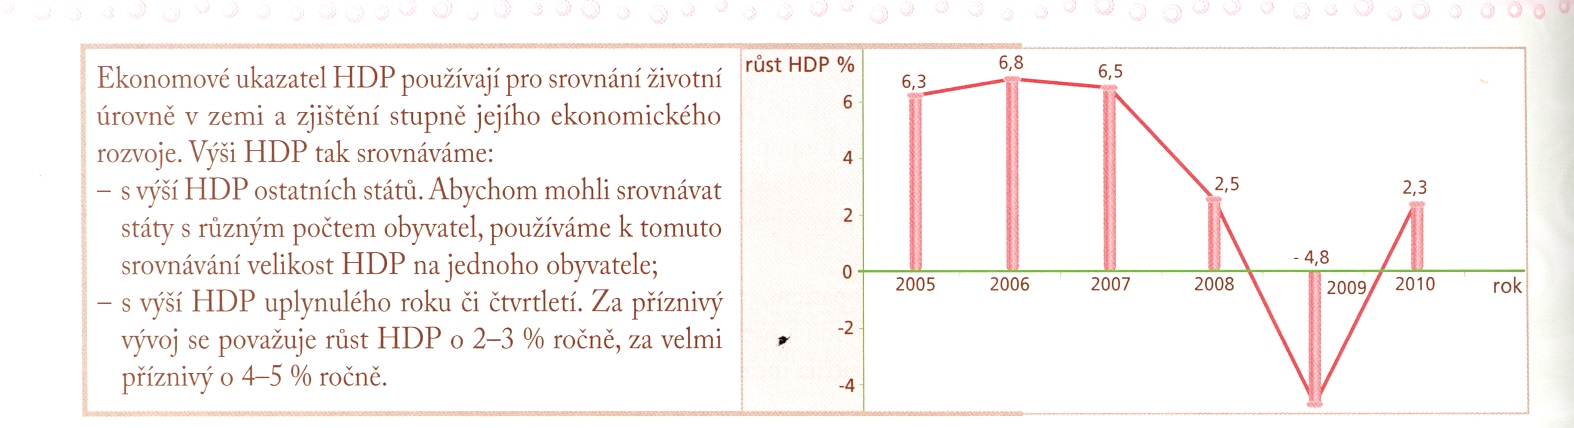 Ekonomové ukazatel HDP používají pro srovnání životní
úrovně v zemi a zjištění stupně jejího ekonomického
rozvoje. Výši HDP tak srovnáváme:
– s výší HDP ostatních států. Abychom mohli srovnávat
státy s různým počtem obyvatel, používáme k tomuto
srovnávání velikost HDP na jednoho obyvatele;
– s výší HDP uplynulého roku či čtvrtletí. Za příznivý
vývoj se považuje růst HDP o 2–3 % ročně, za velmi
příznivý o 4–5 % ročně.
růst HDP %
6,3
6,8
6,5
2,5
- 4,8
2,3
6
4
2
0
-2
-4
2005
2006
2007
2008
2009
2010
rok